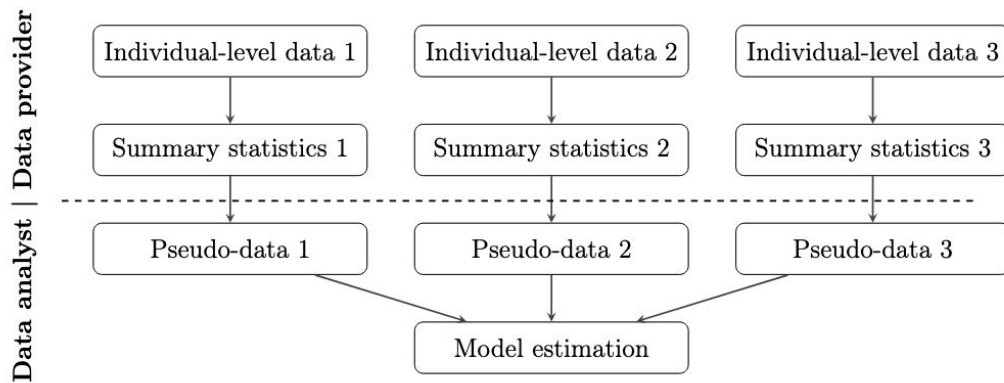 Data analyst | Data provider
Individual-level data 1
Individual-level data 2
Individual-level data 3
Summary statistics 1
Summary statistics 2
Summary statistics 3
Pseudo-data 1
Pseudo-data 2
Pseudo-data 3
Model estimation